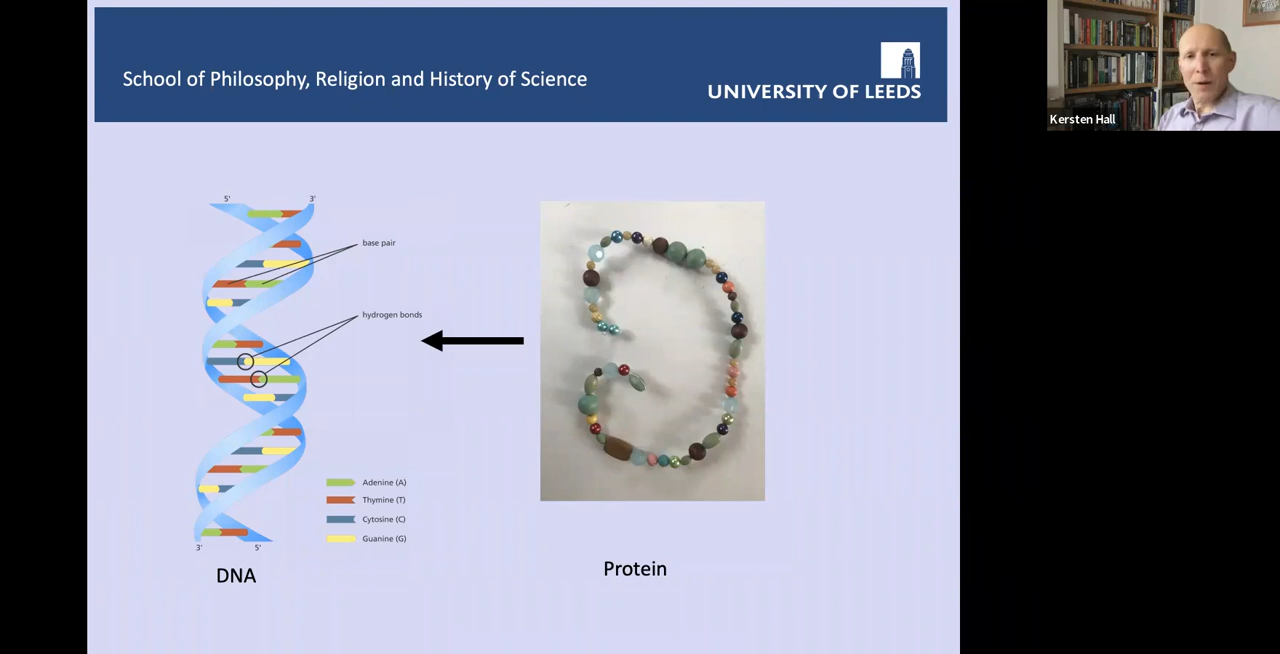 School of Philosophy, Religion and History of Science
UNIVERSITY OF LEEDS
Kersten Hall
5' 3'
base pair
hydrogen bonds
Adenine (A)
Thymine (T)
Cytosine (C)
Guanine (G)
3' 5'
DNA
Protein